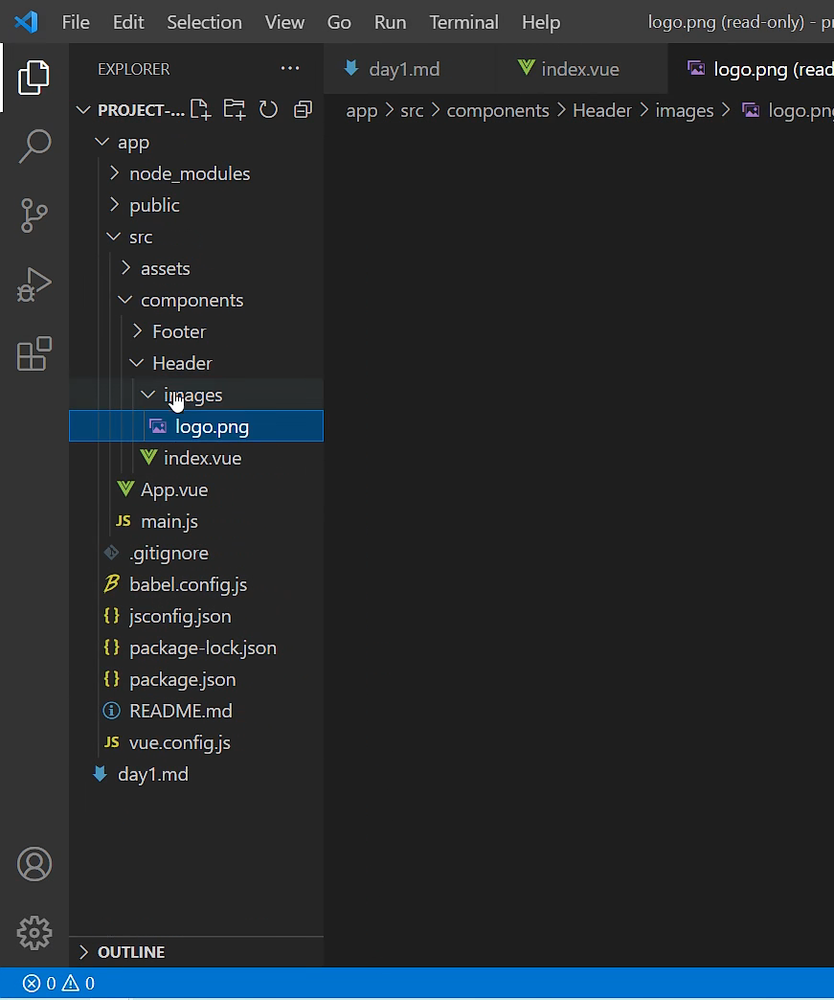 File Edit Selection View Go Run Terminal Help logo.png (read-only) - pr
EXPLORER
day1.md index.vue logo.png (read
PROJECT-...
app > src > components > Header > images > logo.png
app
node_modules
public
src
assets
components
Footer
Header
images
logo.png
index.vue
App.vue
JS main.js
.gitignore
babel.config.js
{} jsconfig.json
{} package-lock.json
{} package.json
README.md
JS vue.config.js
day1.md
OUTLINE
0 0